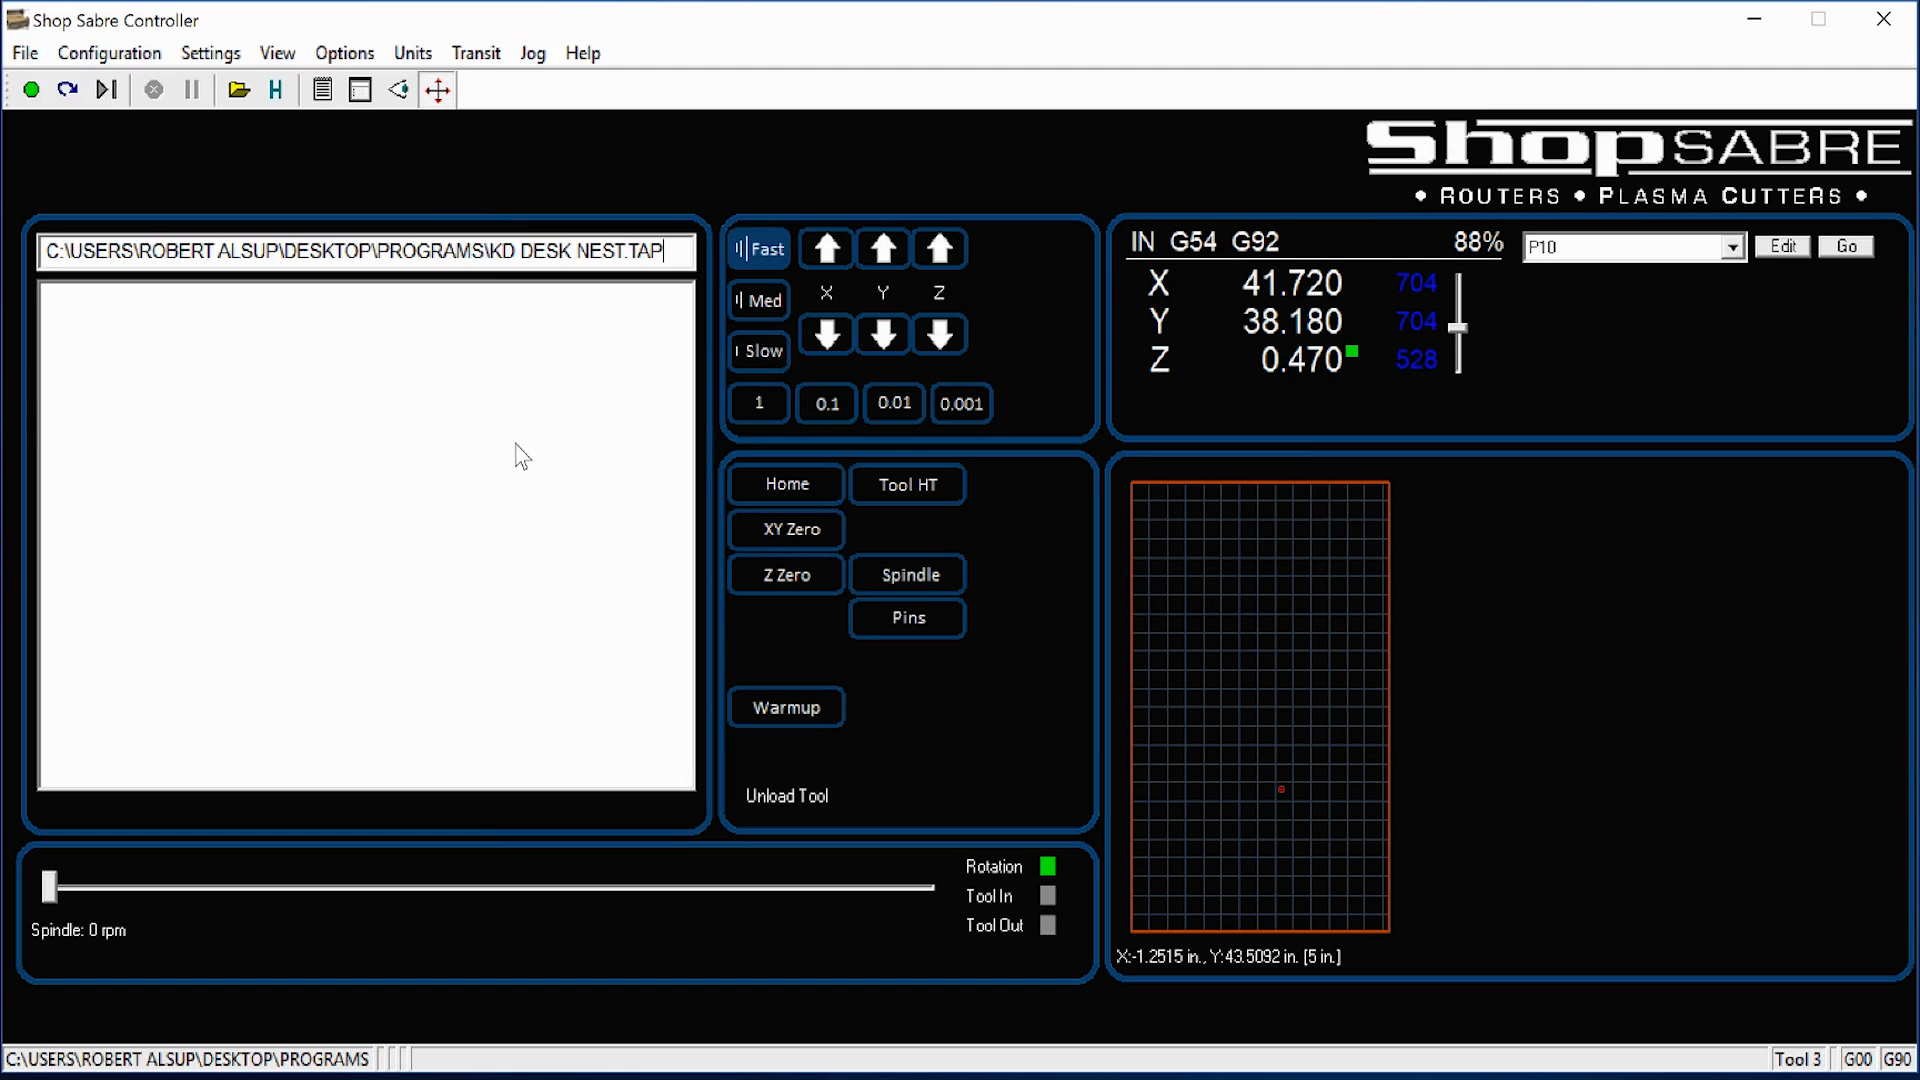 Shop Sabre Controller
File Configuration Settings View Options Units Transit Jog Help
H
ShopSABRE
• ROUTERS • PLASMA CUTTERS •
C:\USERS\ROBERT ALSUP\DESKTOP\PROGRAMS\KD DESK NEST.TAP
Fast
Med
Slow
X Y Z
1 0.1 0.01 0.001
IN G54 G92 88%
X 41.720 704
Y 38.180 704
Z 0.470 528
P10 Edit Go
Home Tool HT
XY Zero
Z Zero Spindle
Pins
Warmup
Unload Tool
Spindle: 0 rpm
Rotation
Tool In
Tool Out
X:-1.2515 in., Y:43.5092 in. [5 in.]
C:\USERS\ROBERT ALSUP\DESKTOP\PROGRAMS Tool 3 G00 G90